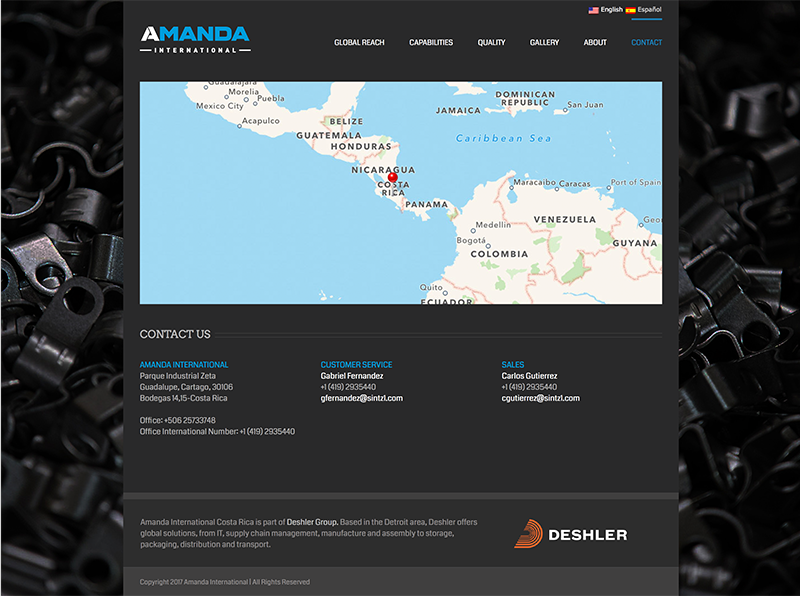 English Español
AMANDA
INTERNATIONAL
GLOBAL REACH CAPABILITIES QUALITY GALLERY ABOUT CONTACT
Guadalajara
Morelia
Mexico City Puebla
Acapulco
BELIZE
GUATEMALA
HONDURAS
NICARAGUA
COSTA
RICA
PANAMA
JAMAICA
DOMINICAN
REPUBLIC
San Juan
Caribbean Sea
Maracaibo Caracas Port of Spain
Medellin
VENEZUELA
Geor
Bogotá
GUYANA
COLOMBIA
Quito
ECUADOR
CONTACT US
AMANDA INTERNATIONAL
Parque Industrial Zeta
Guadalupe, Cartago, 30106
Bodegas 14,15-Costa Rica
Office: +506 25733748
Office International Number: +1 (419) 2935440
CUSTOMER SERVICE
Gabriel Fernandez
+1 (419) 2935440
gfernandez@sintzl.com
SALES
Carlos Gutierrez
+1 (419) 2935440
cgutierrez@sintzl.com
Amanda International Costa Rica is part of Deshler Group. Based in the Detroit area, Deshler offers
global solutions, from IT, supply chain management, manufacture and assembly to storage,
packaging, distribution and transport.
DESHLER
Copyright 2017 Amanda International | All Rights Reserved